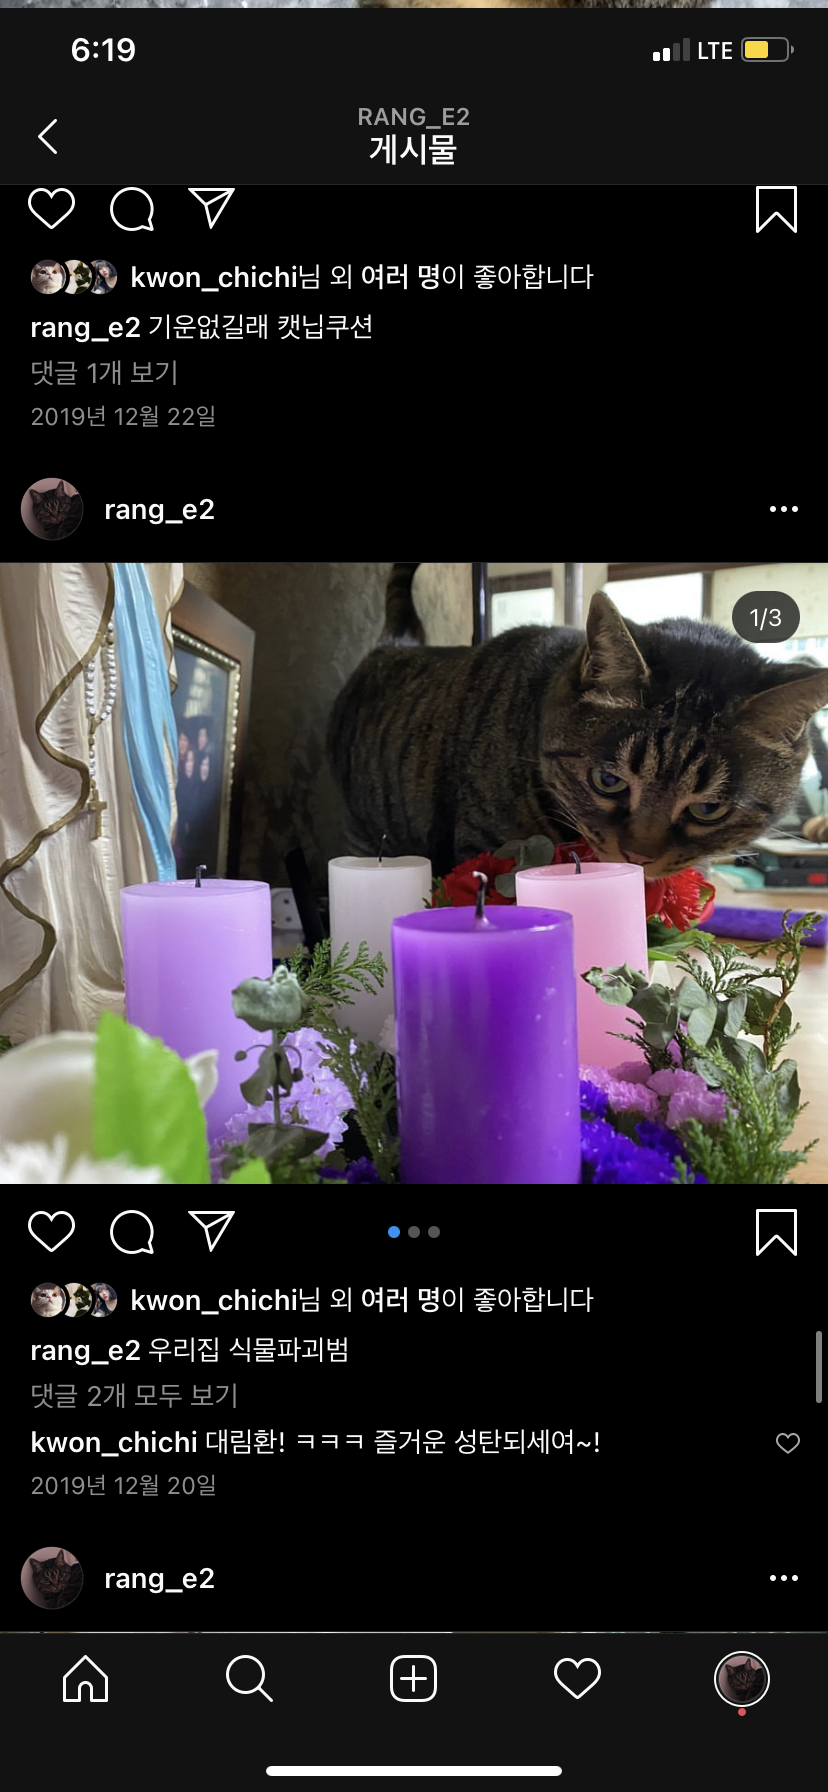 6:19
LTE
RANG_E2
게시물
kwon_chichi님 외 여러 명이 좋아합니다
rang_e2 기운없길래 캣닙쿠션
댓글 1개 보기
2019년 12월 22일
rang_e2
1/3
kwon_chichi님 외 여러 명이 좋아합니다
rang_e2 우리집 식물파괴범
댓글 2개 모두 보기
kwon_chichi 대림환! ㅋㅋㅋ 즐거운 성탄되세여~!
2019년 12월 20일
rang_e2